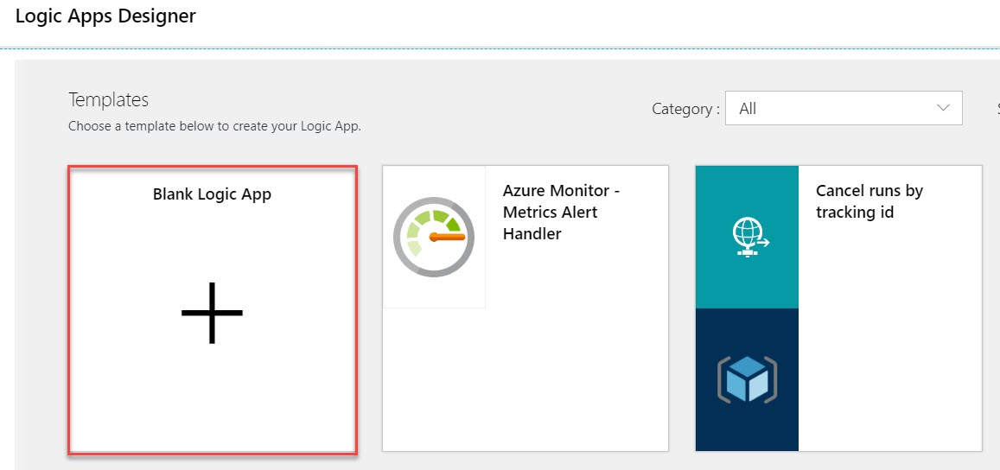 Logic Apps Designer
Templates
Choose a template below to create your Logic App.
Category :
All
Blank Logic App
Azure Monitor -
Metrics Alert
Handler
Cancel runs by
tracking id